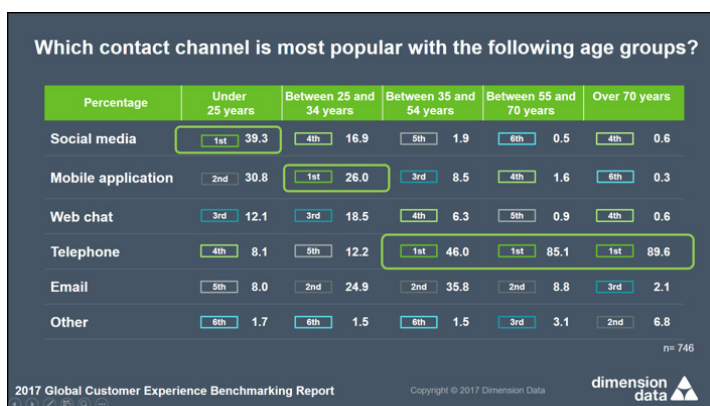 Which contact channel is most popular with the following age groups?
Percentage
Under
25 years
Between 25 and
34 years
Between 35 and
54 years
Between 55 and
70 years
Over 70 years
Social media 1st 39.3 4th 16.9 5th 1.9 6th 0.5 4th 0.6
Mobile application 2nd 30.8 1st 26.0 3rd 8.5 4th 1.6 6th 0.3
Web chat 3rd 12.1 3rd 18.5 4th 6.3 5th 0.9 4th 0.6
Telephone 4th 8.1 5th 12.2 1st 46.0 1st 85.1 1st 89.6
Email 5th 8.0 2nd 24.9 2nd 35.8 2nd 8.8 3rd 2.1
Other 6th 1.7 6th 1.5 6th 1.5 3rd 3.1 2nd 6.8
n= 746
2017 Global Customer Experience Benchmarking Report
Copyright © 2017 Dimension Data
dimension
data